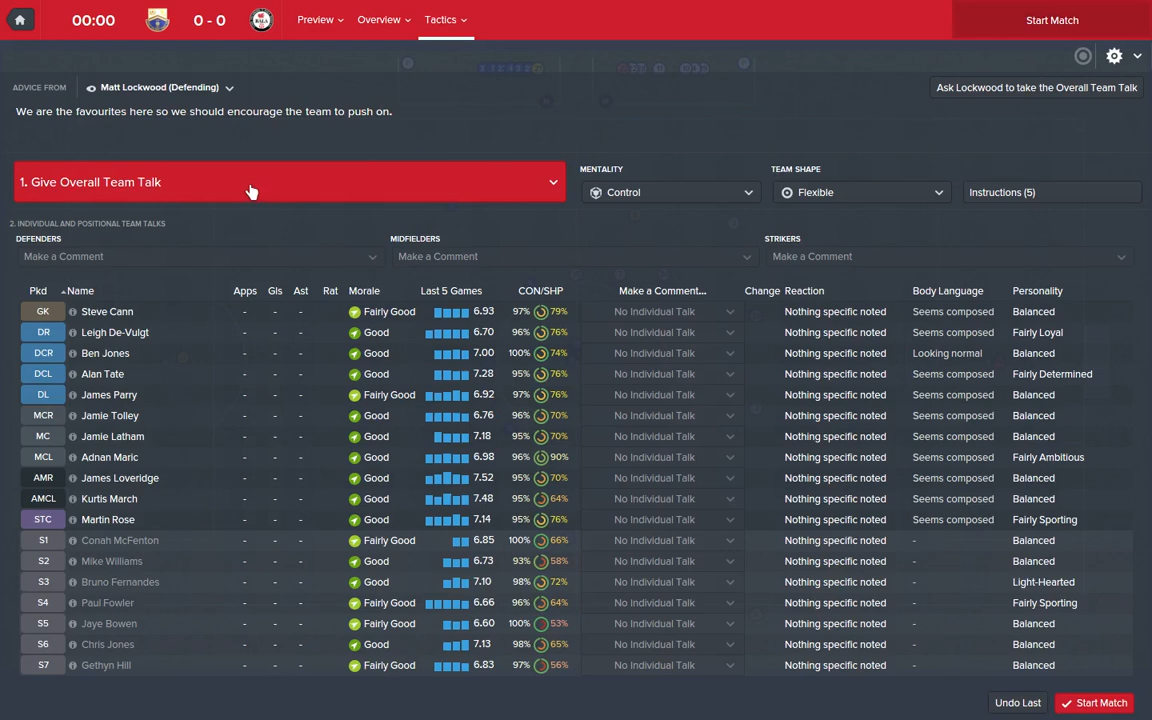 00:00 0 - 0 BALA Preview Overview Tactics Start Match
ADVICE FROM Matt Lockwood (Defending) Ask Lockwood to take the Overall Team Talk
We are the favourites here so we should encourage the team to push on.
MENTALITY TEAM SHAPE
1. Give Overall Team Talk Control Flexible Instructions (5)
2. INDIVIDUAL AND POSITIONAL TEAM TALKS
DEFENDERS MIDFIELDERS STRIKERS
Make a Comment Make a Comment Make a Comment
Pkd Name Apps Gls Ast Rat Morale Last 5 Games CON/SHP Make a Comment... Change Reaction Body Language Personality
GK Steve Cann - - - - Fairly Good 6.93 97% 79% No Individual Talk Nothing specific noted Seems composed Balanced
DR Leigh De-Vulgt - - - - Good 6.70 96% 76% No Individual Talk Nothing specific noted Seems composed Fairly Loyal
DCR Ben Jones - - - - Good 7.00 100% 74% No Individual Talk Nothing specific noted Looking normal Balanced
DCL Alan Tate - - - - Good 7.28 95% 76% No Individual Talk Nothing specific noted Seems composed Fairly Determined
DL James Parry - - - - Fairly Good 6.92 97% 76% No Individual Talk Nothing specific noted Seems composed Balanced
MCR Jamie Tolley - - - - Good 6.76 96% 70% No Individual Talk Nothing specific noted Seems composed Balanced
MC Jamie Latham - - - - Good 7.18 95% 70% No Individual Talk Nothing specific noted Seems composed Balanced
MCL Adnan Maric - - - - Good 6.98 96% 90% No Individual Talk Nothing specific noted Seems composed Fairly Ambitious
AMR James Loveridge - - - - Good 7.52 95% 70% No Individual Talk Nothing specific noted Seems composed Balanced
AMCL Kurtis March - - - - Good 7.48 95% 64% No Individual Talk Nothing specific noted Seems composed Balanced
STC Martin Rose - - - - Good 7.14 95% 76% No Individual Talk Nothing specific noted Seems composed Fairly Sporting
S1 Conah McFenton - - - - Fairly Good 6.85 100% 66% No Individual Talk Nothing specific noted - Balanced
S2 Mike Williams - - - - Good 6.73 93% 58% No Individual Talk Nothing specific noted - Balanced
S3 Bruno Fernandes - - - - Good 7.10 98% 72% No Individual Talk Nothing specific noted - Light-Hearted
S4 Paul Fowler - - - - Fairly Good 6.66 96% 64% No Individual Talk Nothing specific noted - Fairly Sporting
S5 Jaye Bowen - - - - Fairly Good 6.60 100% 53% No Individual Talk Nothing specific noted - Balanced
S6 Chris Jones - - - - Good 7.13 98% 65% No Individual Talk Nothing specific noted - Balanced
S7 Gethyn Hill - - - - Fairly Good 6.83 97% 56% No Individual Talk Nothing specific noted - Balanced
Undo Last Start Match